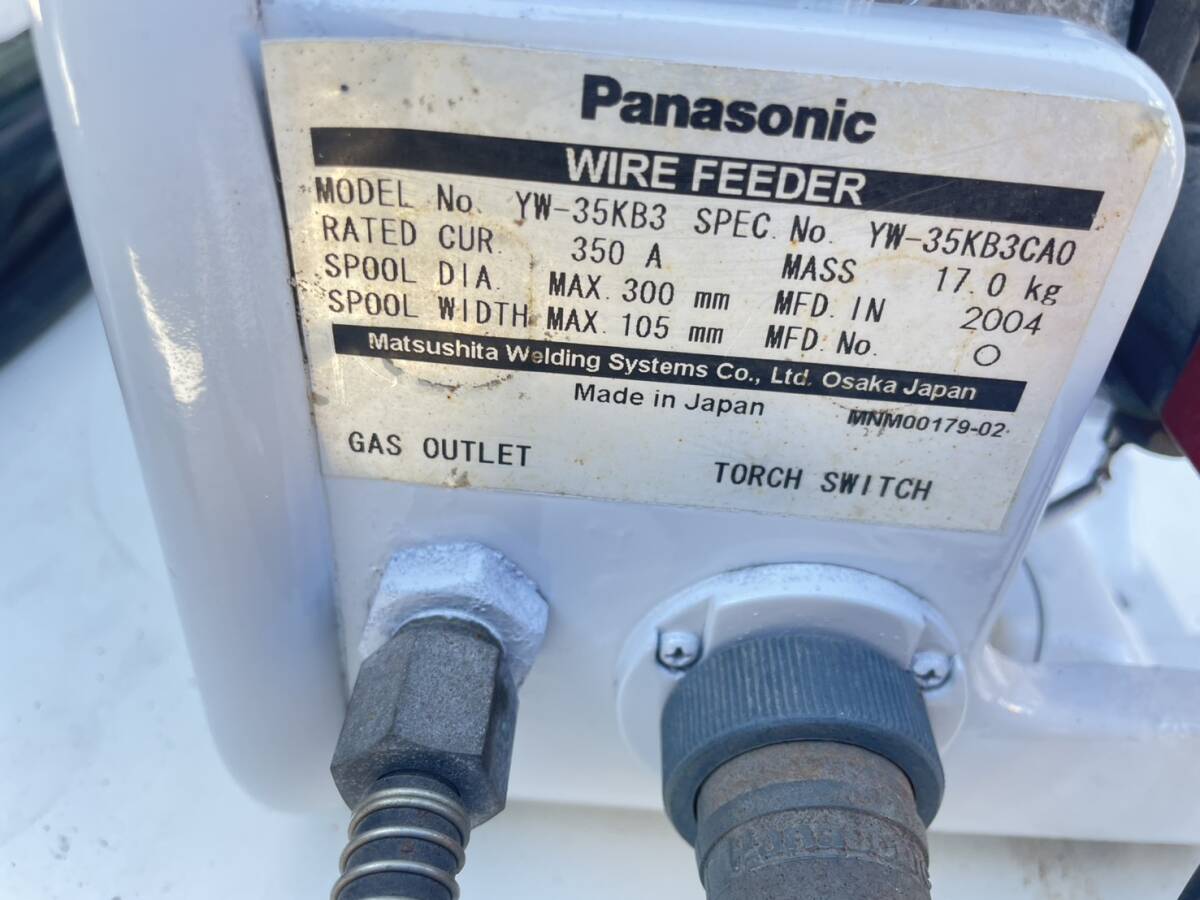 Panasonic
WIRE FEEDER
MODEL No. YW-35KB3 SPEC. No. YW-35KB3CA0
RATED CUR. 350 A MASS 17.0 kg
SPOOL DIA. MAX. 300 mm MFD. IN 2004
SPOOL WIDTH MAX. 105 mm MFD. No. O
Matsushita Welding Systems Co., Ltd. Osaka Japan
Made in Japan
MNM00179-02
GAS OUTLET TORCH SWITCH
Panasonic